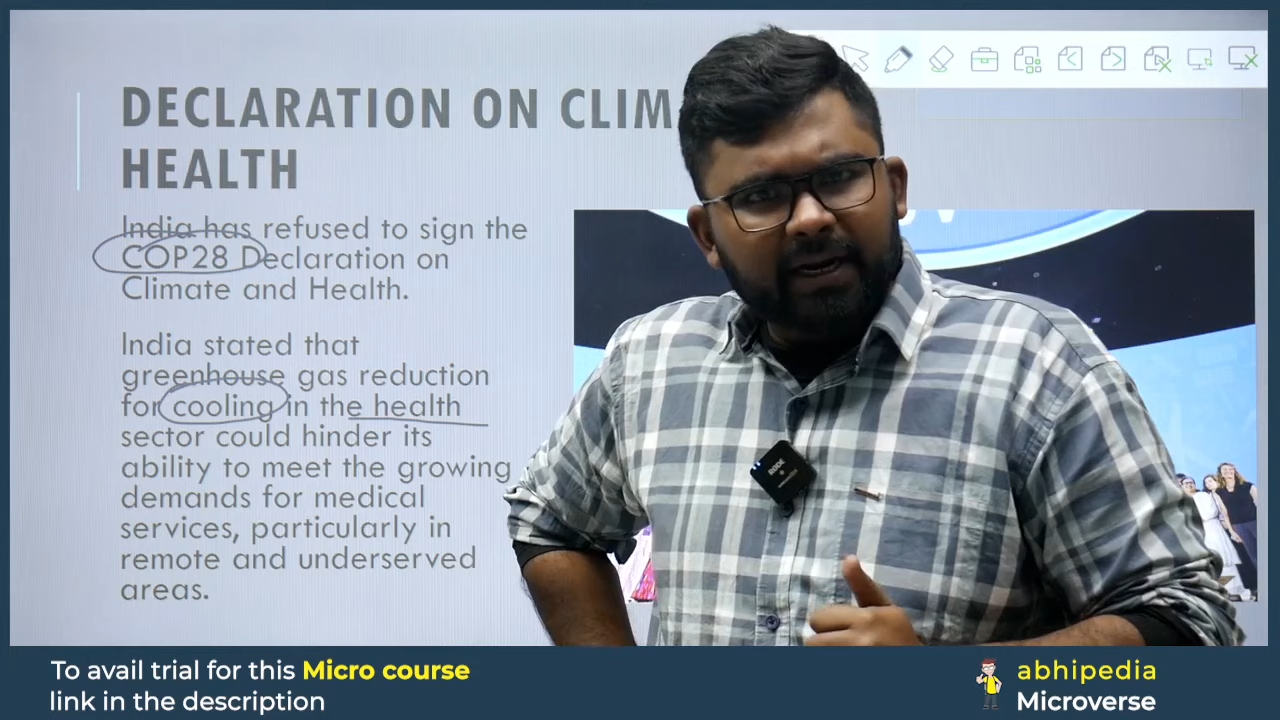 DECLARATION ON CLIM
HEALTH
India has refused to sign the
COP28 Declaration on
Climate and Health.
India stated that
greenhouse gas reduction
for cooling in the health
sector could hinder its
ability to meet the growing
demands for medical
services, particularly in
remote and underserved
areas.
RODE
To avail trial for this Micro course
link in the description
abhipedia
Microverse